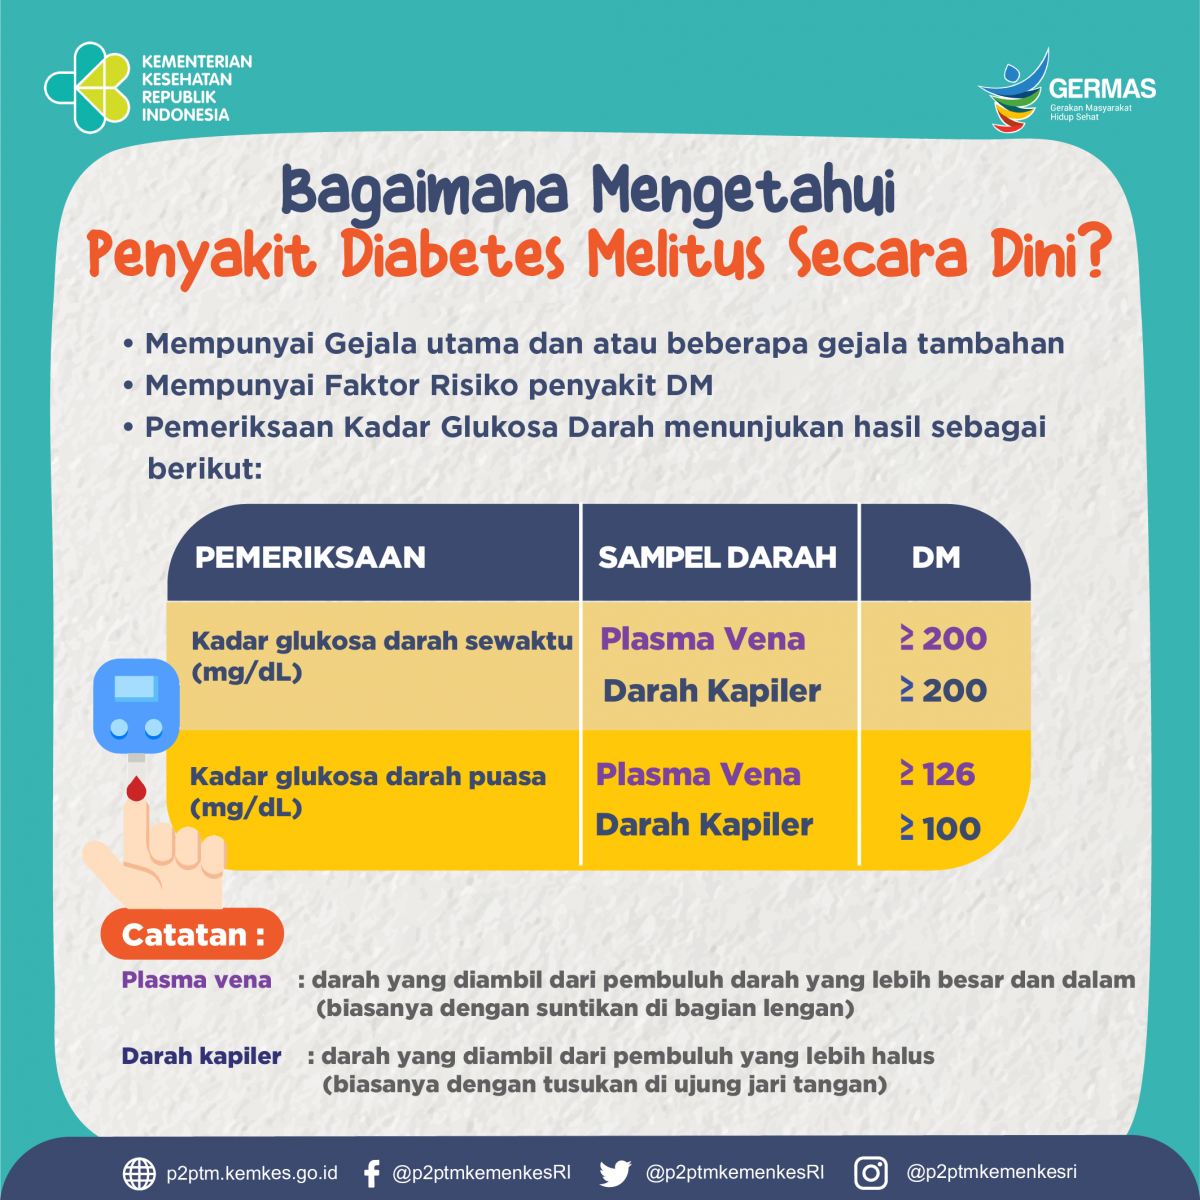 KEMENTERIAN
KESEHATAN
REPUBLIK
INDONESIA
GERMAS
Gerakan Masyarakat
Hidup Sehat
Bagaimana Mengetahui
Penyakit Diabetes Melitus Secara Dini?
• Mempunyai Gejala utama dan atau beberapa gejala tambahan
• Mempunyai Faktor Risiko penyakit DM
• Pemeriksaan Kadar Glukosa Darah menunjukan hasil sebagai
berikut:
PEMERIKSAAN SAMPEL DARAH DM
Kadar glukosa darah sewaktu Plasma Vena ≥ 200
(mg/dL) Darah Kapiler ≥ 200
Kadar glukosa darah puasa Plasma Vena ≥ 126
(mg/dL) Darah Kapiler ≥ 100
Catatan :
Plasma vena : darah yang diambil dari pembuluh darah yang lebih besar dan dalam
(biasanya dengan suntikan di bagian lengan)
Darah kapiler : darah yang diambil dari pembuluh yang lebih halus
(biasanya dengan tusukan di ujung jari tangan)
p2ptm.kemkes.go.id @p2ptmkemenkesRI @p2ptmkemenkesRI @p2ptmkemenkesri